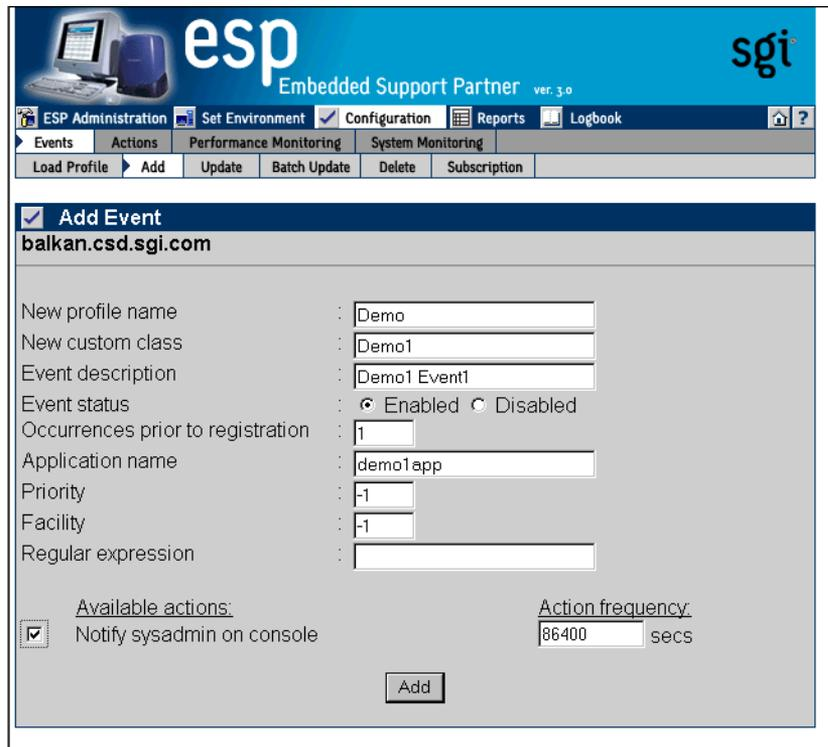 esp
sgi
Embedded Support Partner ver. 3.0
ESP Administration Set Environment Configuration Reports Logbook ?
Events Actions Performance Monitoring System Monitoring
Load Profile Add Update Batch Update Delete Subscription
Add Event
balkan.csd.sgi.com
New profile name : Demo
New custom class : Demo1
Event description : Demo1 Event1
Event status : Enabled Disabled
Occurrences prior to registration : 1
Application name : demo1app
Priority : -1
Facility : -1
Regular expression :
Available actions: Action frequency:
Notify sysadmin on console 86400 secs
Add